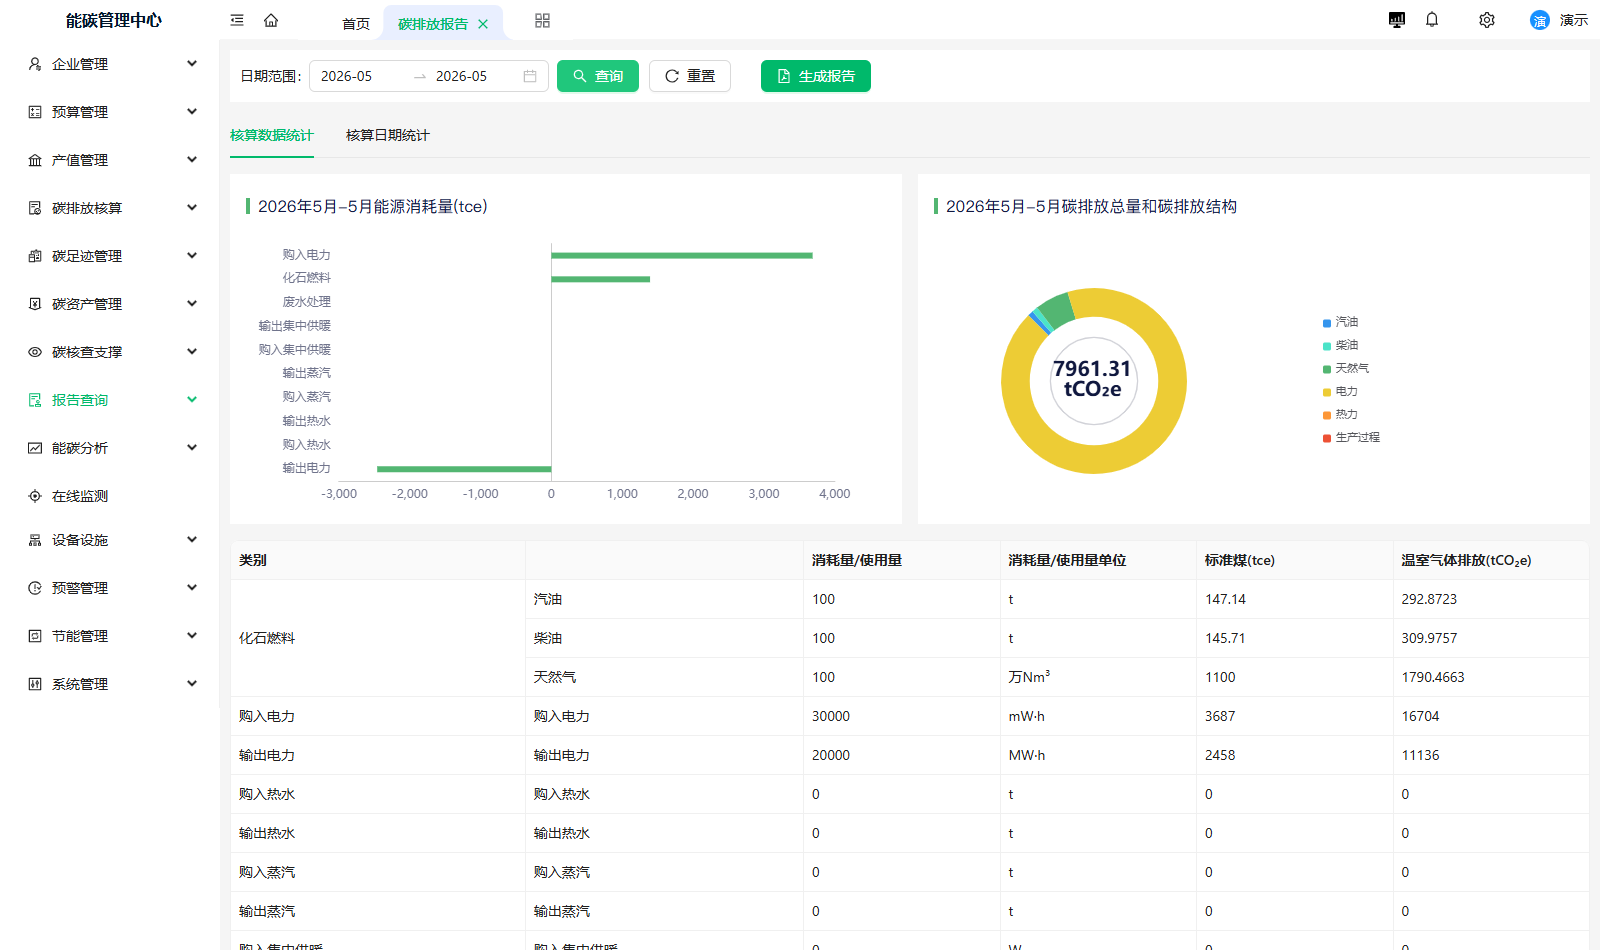 能碳管理中心
首页
碳排放报告
演
演示
企业管理
预算管理
产值管理
碳排放核算
碳足迹管理
碳资产管理
碳核查支撑
报告查询
能碳分析
在线监测
设备设施
预警管理
节能管理
系统管理
日期范围: 2026-05 → 2026-05 查询 重置 生成报告
核算数据统计 核算日期统计
2026年5月-5月能源消耗量(tce)
购入电力
化石燃料
废水处理
输出集中供暖
购入集中供暖
输出蒸汽
购入蒸汽
输出热水
购入热水
输出电力
-3,000 -2,000 -1,000 0 1,000 2,000 3,000 4,000
2026年5月-5月碳排放总量和碳排放结构
7961.31
tCO₂e
汽油
柴油
天然气
电力
热力
生产过程
类别 消耗量/使用量 消耗量/使用量单位 标准煤(tce) 温室气体排放(tCO₂e)
化石燃料
汽油 100 t 147.14 292.8723
柴油 100 t 145.71 309.9757
天然气 100 万Nm³ 1100 1790.4663
购入电力 购入电力 30000 mW·h 3687 16704
输出电力 输出电力 20000 MW·h 2458 11136
购入热水 购入热水 0 t 0 0
输出热水 输出热水 0 t 0 0
购入蒸汽 购入蒸汽 0 t 0 0
输出蒸汽 输出蒸汽 0 t 0 0
购入集中供暖 购入集中供暖 0 W 0 0